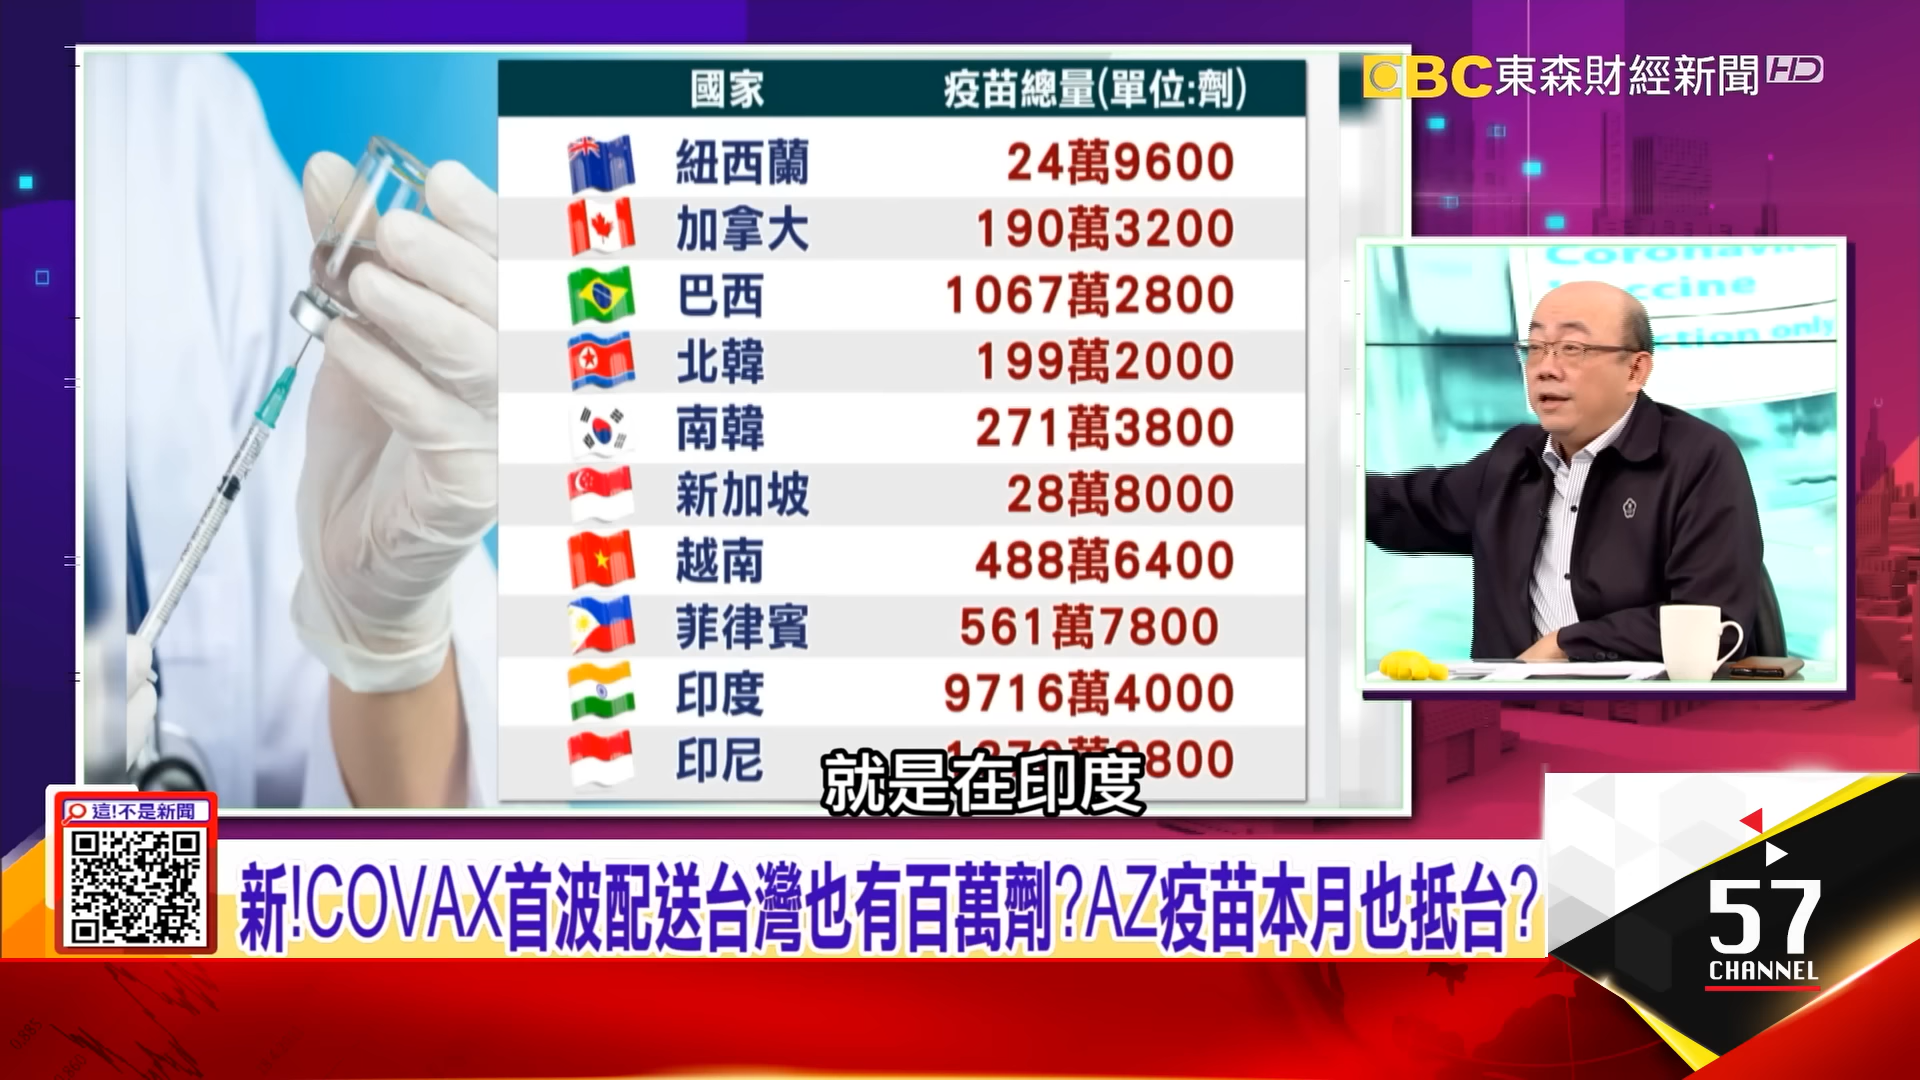 國家 疫苗總量(單位:劑)
紐西蘭 24萬9600
加拿大 190萬3200
巴西 1067萬2800
北韓 199萬2000
南韓 271萬3800
新加坡 28萬8000
越南 488萬6400
菲律賓 561萬7800
印度 9716萬4000
印尼 800
就是在印度
EBC東森財經新聞HD
Coronavirus
Vaccine
ction only
這!不是新聞
新!COVAX首波配送台灣也有百萬劑?AZ疫苗本月也抵台?
57
CHANNEL